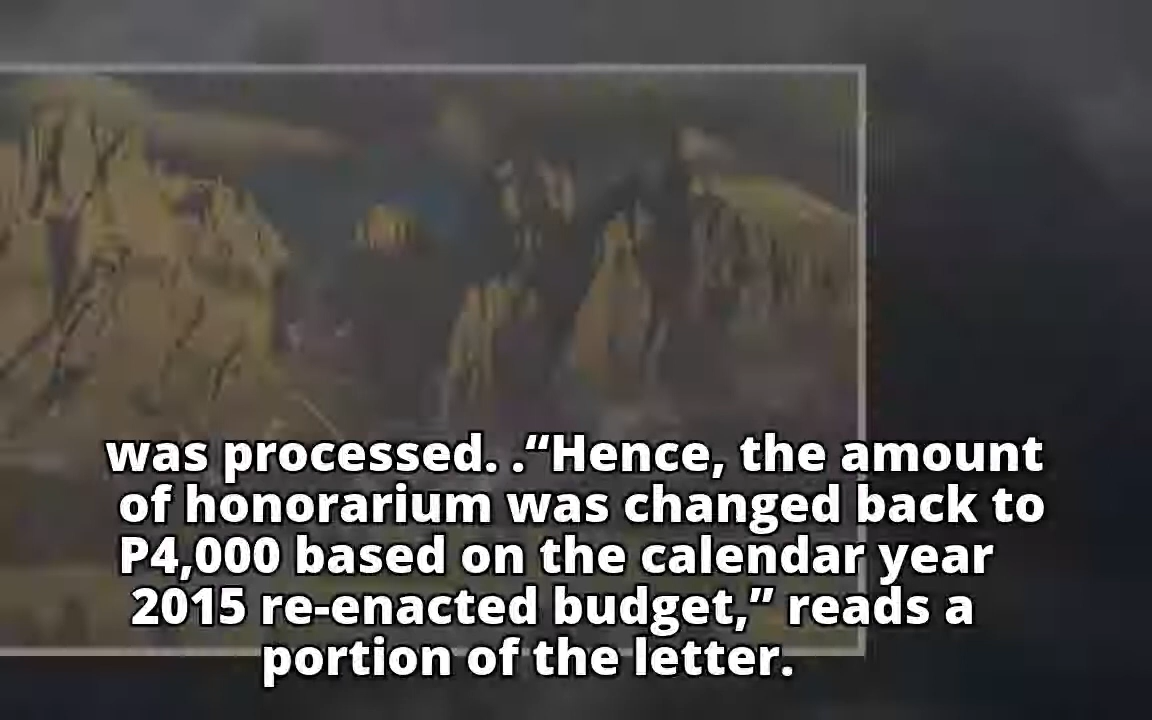 was processed. .“Hence, the amount
of honorarium was changed back to
P4,000 based on the calendar year
2015 re-enacted budget,” reads a
portion of the letter.